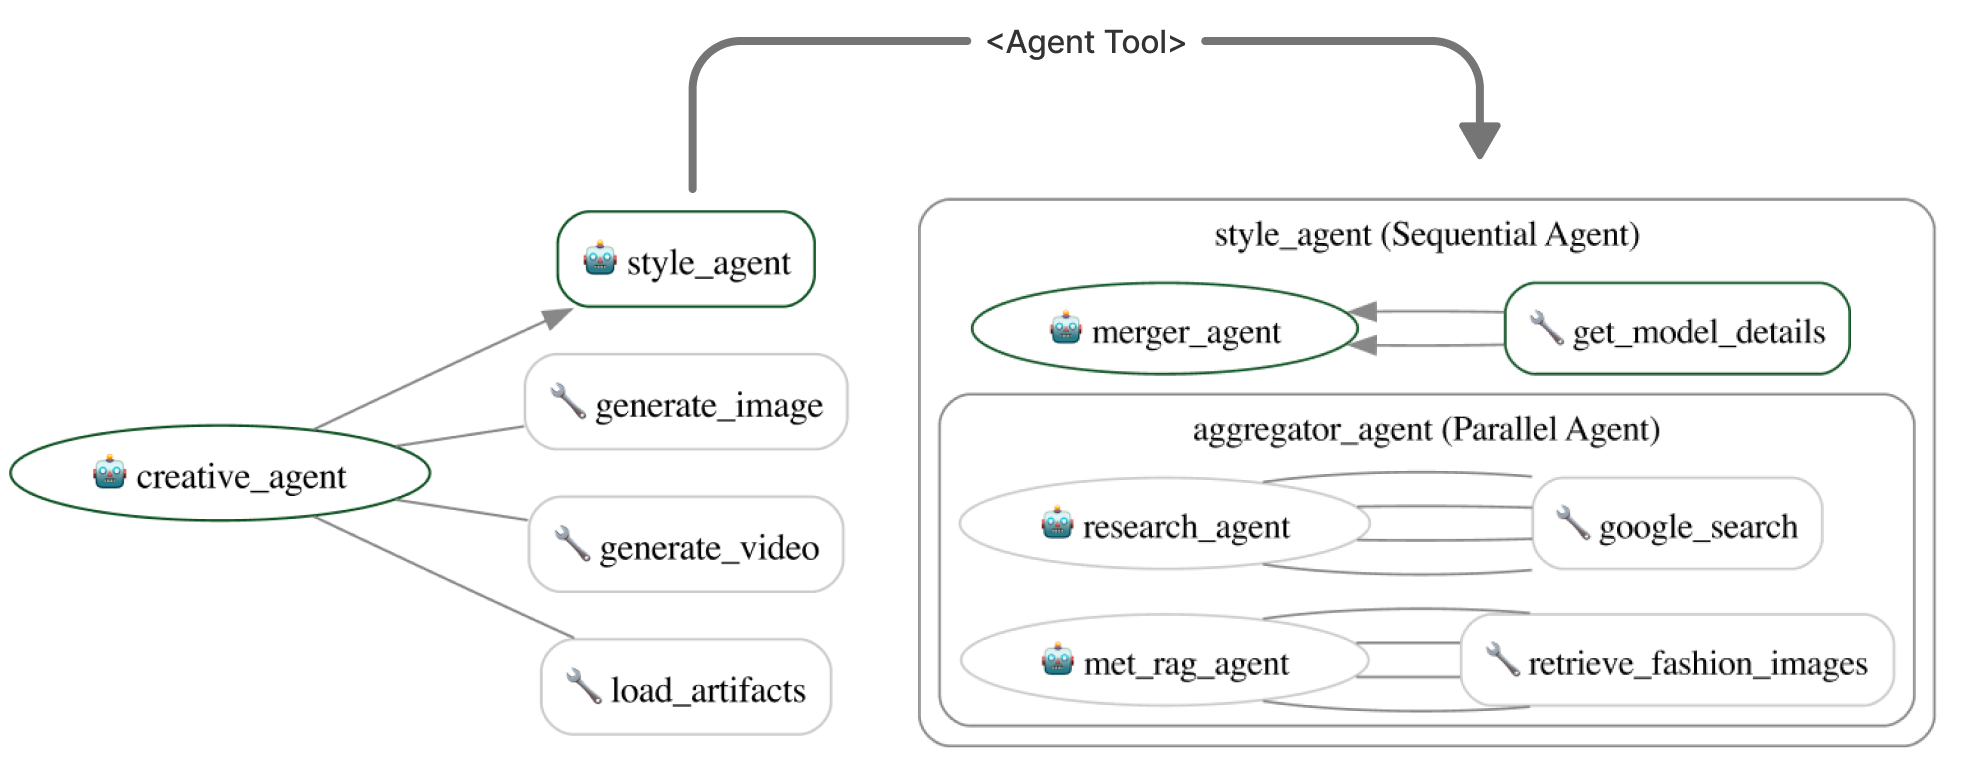 <Agent Tool>
style_agent
generate_image
creative_agent
generate_video
load_artifacts
style_agent (Sequential Agent)
merger_agent
get_model_details
aggregator_agent (Parallel Agent)
research_agent
google_search
met_rag_agent
retrieve_fashion_images